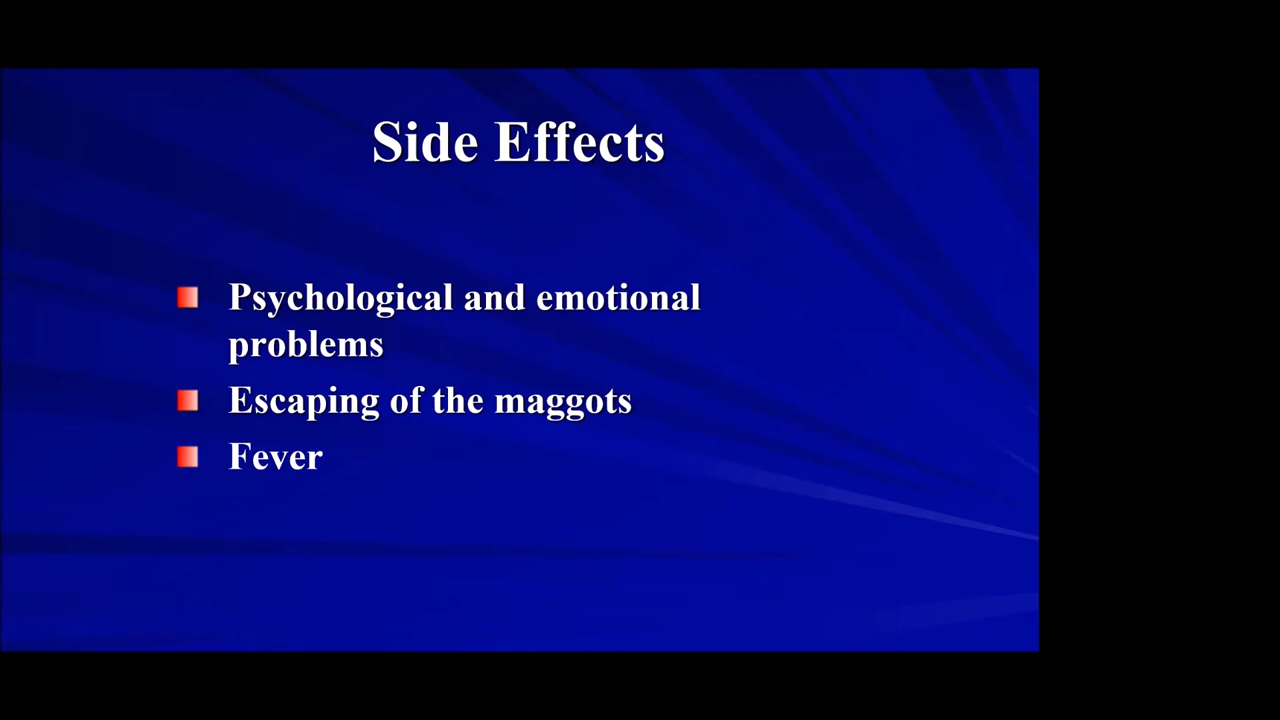 Side Effects
Psychological and emotional
problems
Escaping of the maggots
Fever